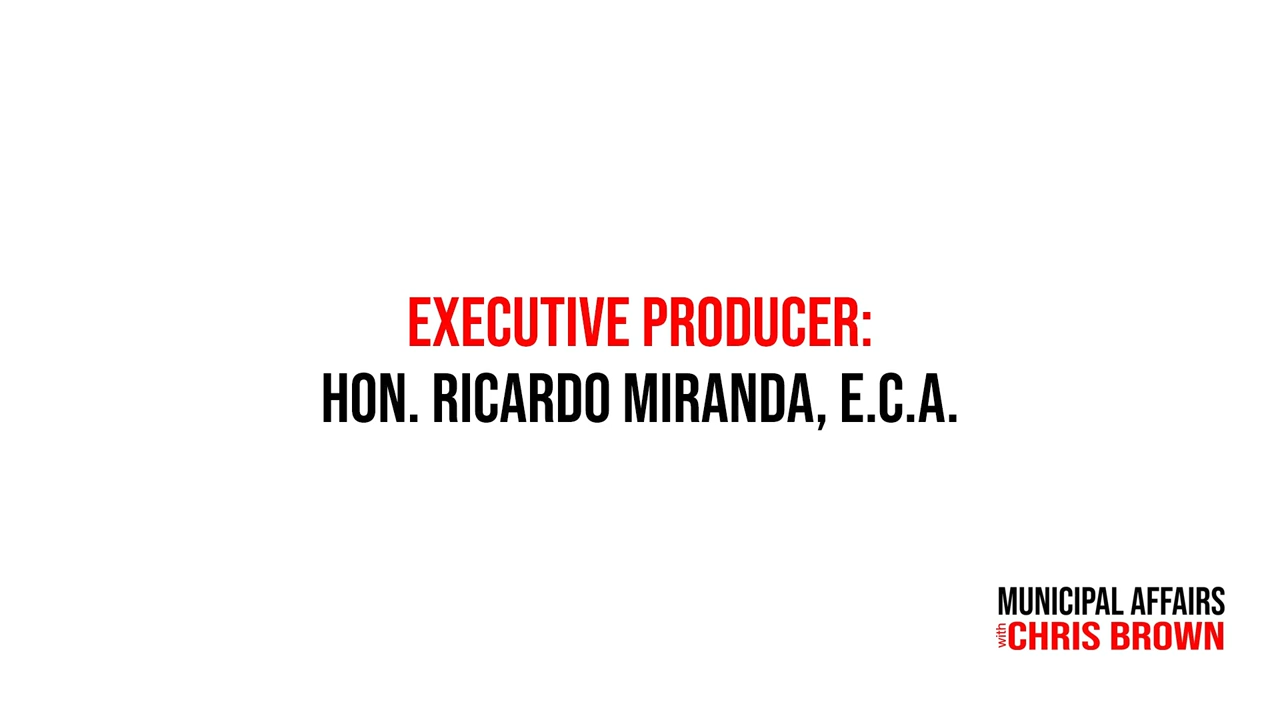 EXECUTIVE PRODUCER:
HON. RICARDO MIRANDA, E.C.A.
MUNICIPAL AFFAIRS
with CHRIS BROWN